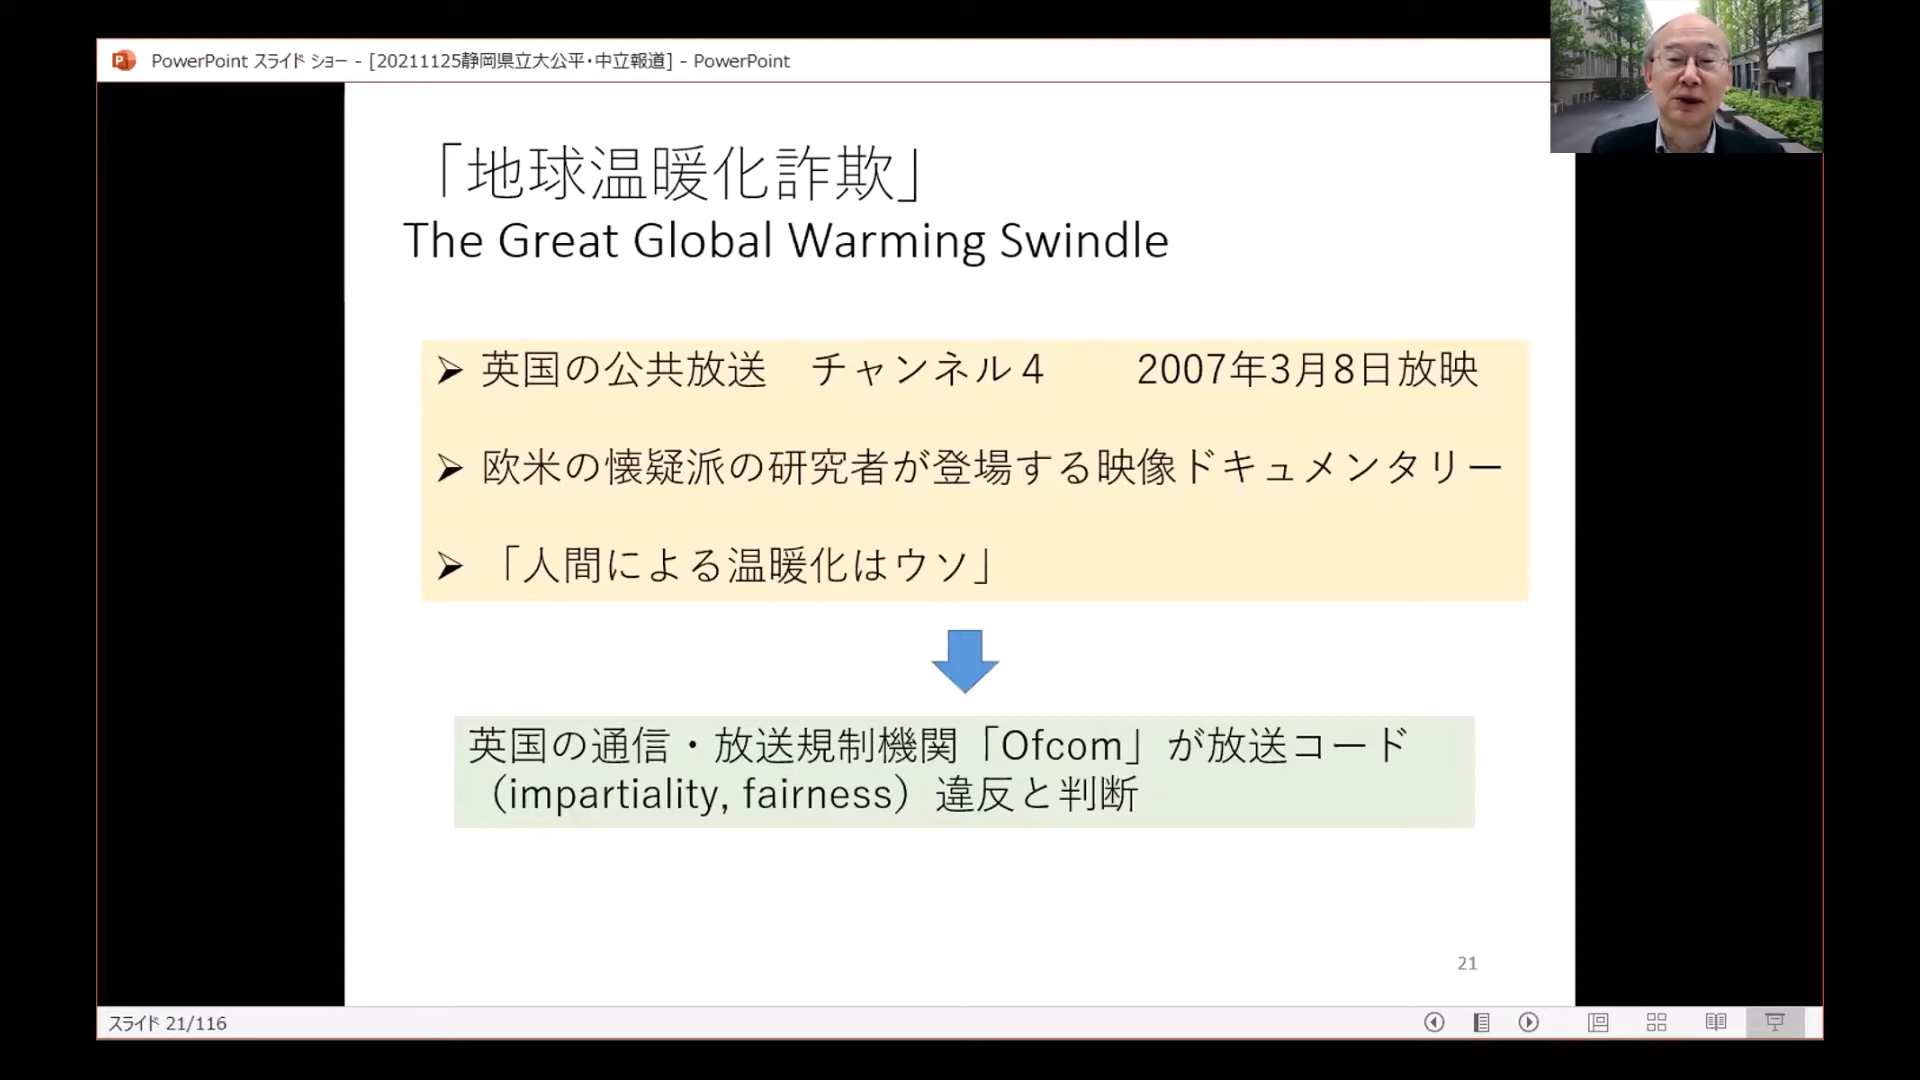 PowerPoint スライド ショー - [20211125静岡県立大公平・中立報道] - PowerPoint
「地球温暖化詐欺」
The Great Global Warming Swindle
➤ 英国の公共放送　チャンネル４　　2007年3月8日放映
➤ 欧米の懐疑派の研究者が登場する映像ドキュメンタリー
➤ 「人間による温暖化はウソ」
英国の通信・放送規制機関「Ofcom」が放送コード
（impartiality, fairness）違反と判断
21
スライド 21/116